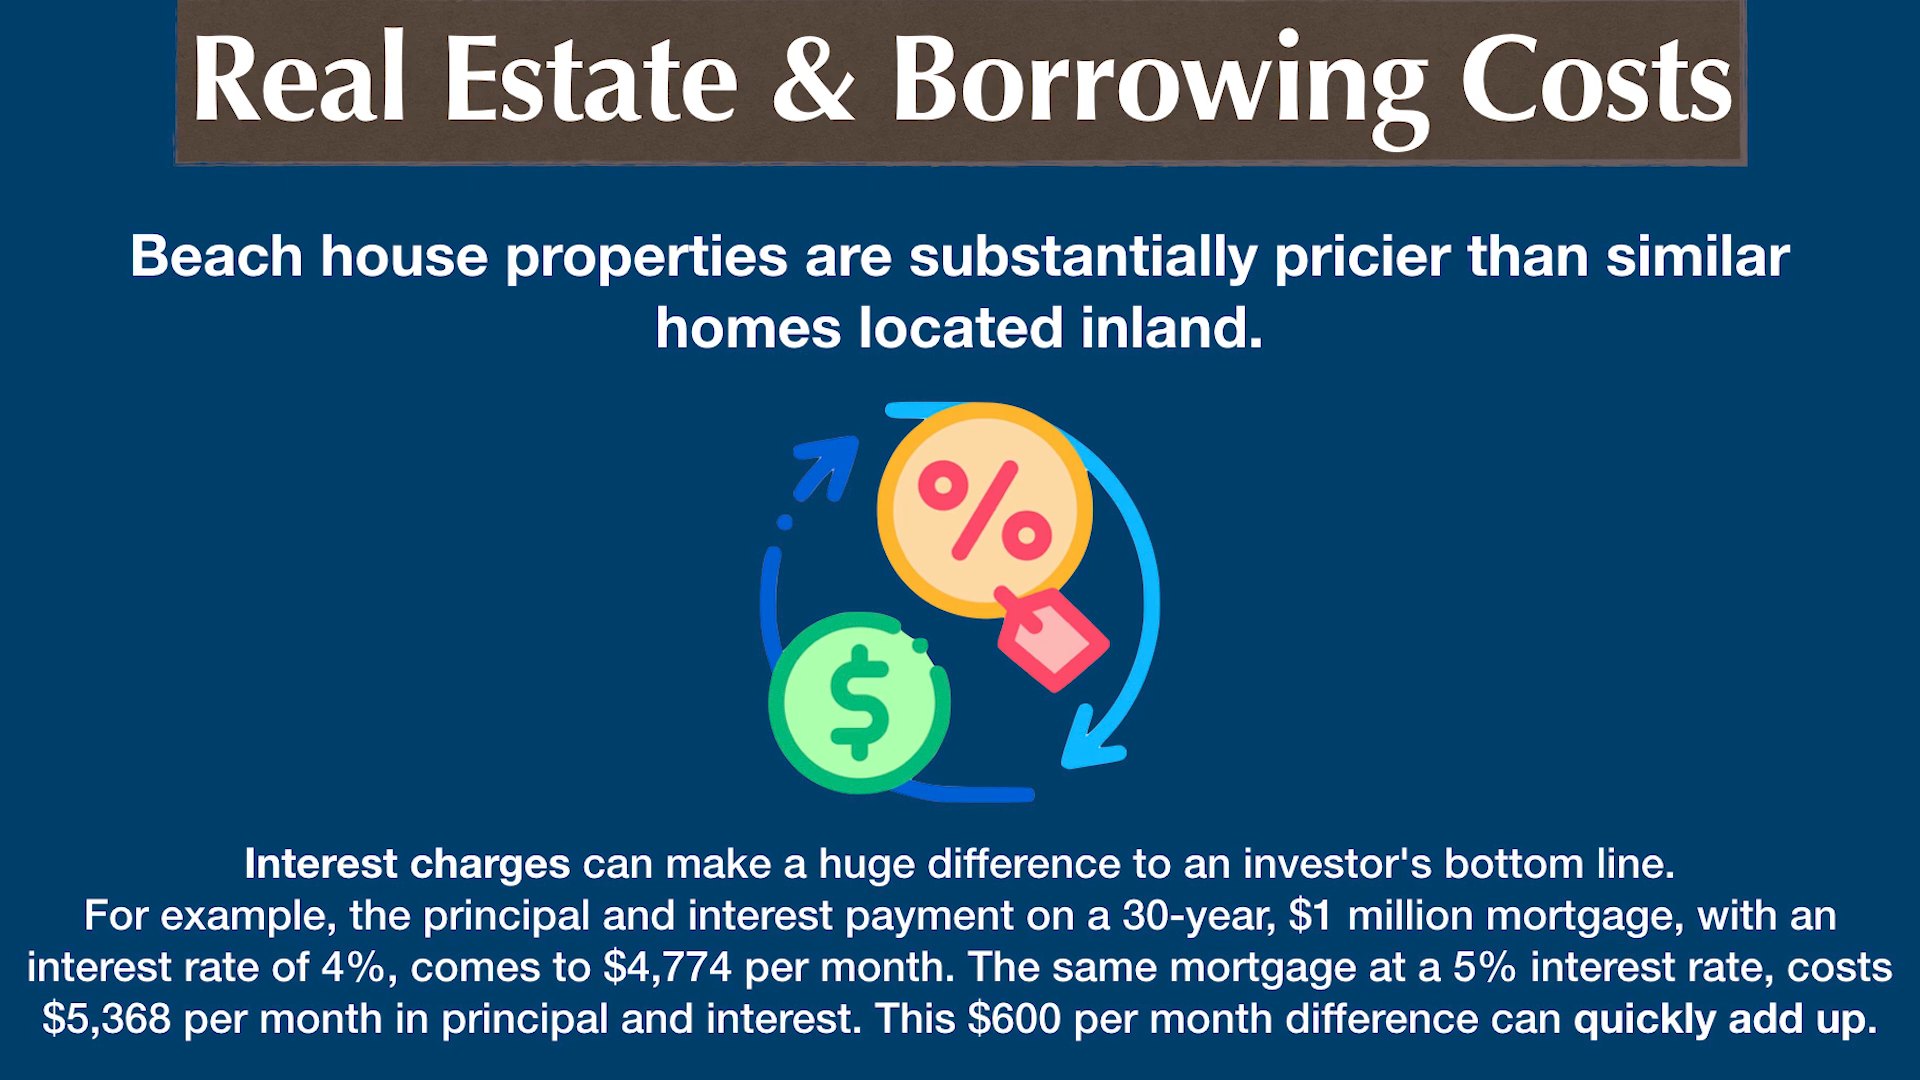 Real Estate & Borrowing Costs
Beach house properties are substantially pricier than similar
homes located inland.
%
$
Interest charges can make a huge difference to an investor's bottom line.
For example, the principal and interest payment on a 30-year, $1 million mortgage, with an
interest rate of 4%, comes to $4,774 per month. The same mortgage at a 5% interest rate, costs
$5,368 per month in principal and interest. This $600 per month difference can quickly add up.